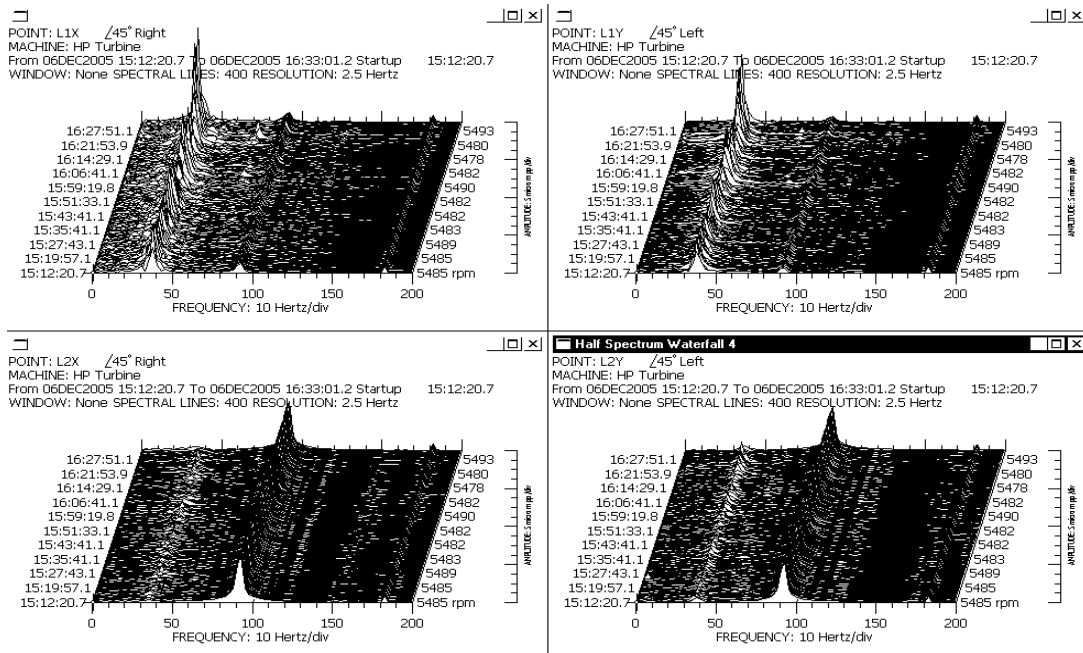 POINT: L1X ∠45° Right
MACHINE: HP Turbine
From 06DEC2005 15:12:20.7 To 06DEC2005 16:33:01.2 Startup 15:12:20.7
WINDOW: None SPECTRAL LINES: 400 RESOLUTION: 2.5 Hertz
16:27:51.1 5493
16:21:53.9 5480
16:14:29.1 5478
16:06:41.1 5482
15:59:19.8 5490
15:51:33.1 5482
15:43:41.1 5482
15:35:41.1 5483
15:27:43.1 5489
15:19:57.1 5485
15:12:20.7 5485 rpm
0 50 100 150 200
FREQUENCY: 10 Hertz/div
POINT: L1Y ∠45° Left
MACHINE: HP Turbine
From 06DEC2005 15:12:20.7 To 06DEC2005 16:33:01.2 Startup 15:12:20.7
WINDOW: None SPECTRAL LINES: 400 RESOLUTION: 2.5 Hertz
16:27:51.1 5493
16:21:53.9 5480
16:14:29.1 5478
16:06:41.1 5482
15:59:19.8 5490
15:51:33.1 5482
15:43:41.1 5482
15:35:41.1 5483
15:27:43.1 5489
15:19:57.1 5485
15:12:20.7 5485 rpm
0 50 100 150 200
FREQUENCY: 10 Hertz/div
POINT: L2X ∠45° Right
MACHINE: HP Turbine
From 06DEC2005 15:12:20.7 To 06DEC2005 16:33:01.2 Startup 15:12:20.7
WINDOW: None SPECTRAL LINES: 400 RESOLUTION: 2.5 Hertz
16:27:51.1 5493
16:21:53.9 5480
16:14:29.1 5478
16:06:41.1 5482
15:59:19.8 5490
15:51:33.1 5482
15:43:41.1 5482
15:35:41.1 5483
15:27:43.1 5489
15:19:57.1 5485
15:12:20.7 5485 rpm
0 50 100 150 200
FREQUENCY: 10 Hertz/div
Half Spectrum Waterfall 4
POINT: L2Y ∠45° Left
MACHINE: HP Turbine
From 06DEC2005 15:12:20.7 To 06DEC2005 16:33:01.2 Startup 15:12:20.7
WINDOW: None SPECTRAL LINES: 400 RESOLUTION: 2.5 Hertz
16:27:51.1 5493
16:21:53.9 5480
16:14:29.1 5478
16:06:41.1 5482
15:59:19.8 5490
15:51:33.1 5482
15:43:41.1 5482
15:35:41.1 5483
15:27:43.1 5489
15:19:57.1 5485
15:12:20.7 5485 rpm
0 50 100 150 200
FREQUENCY: 10 Hertz/div